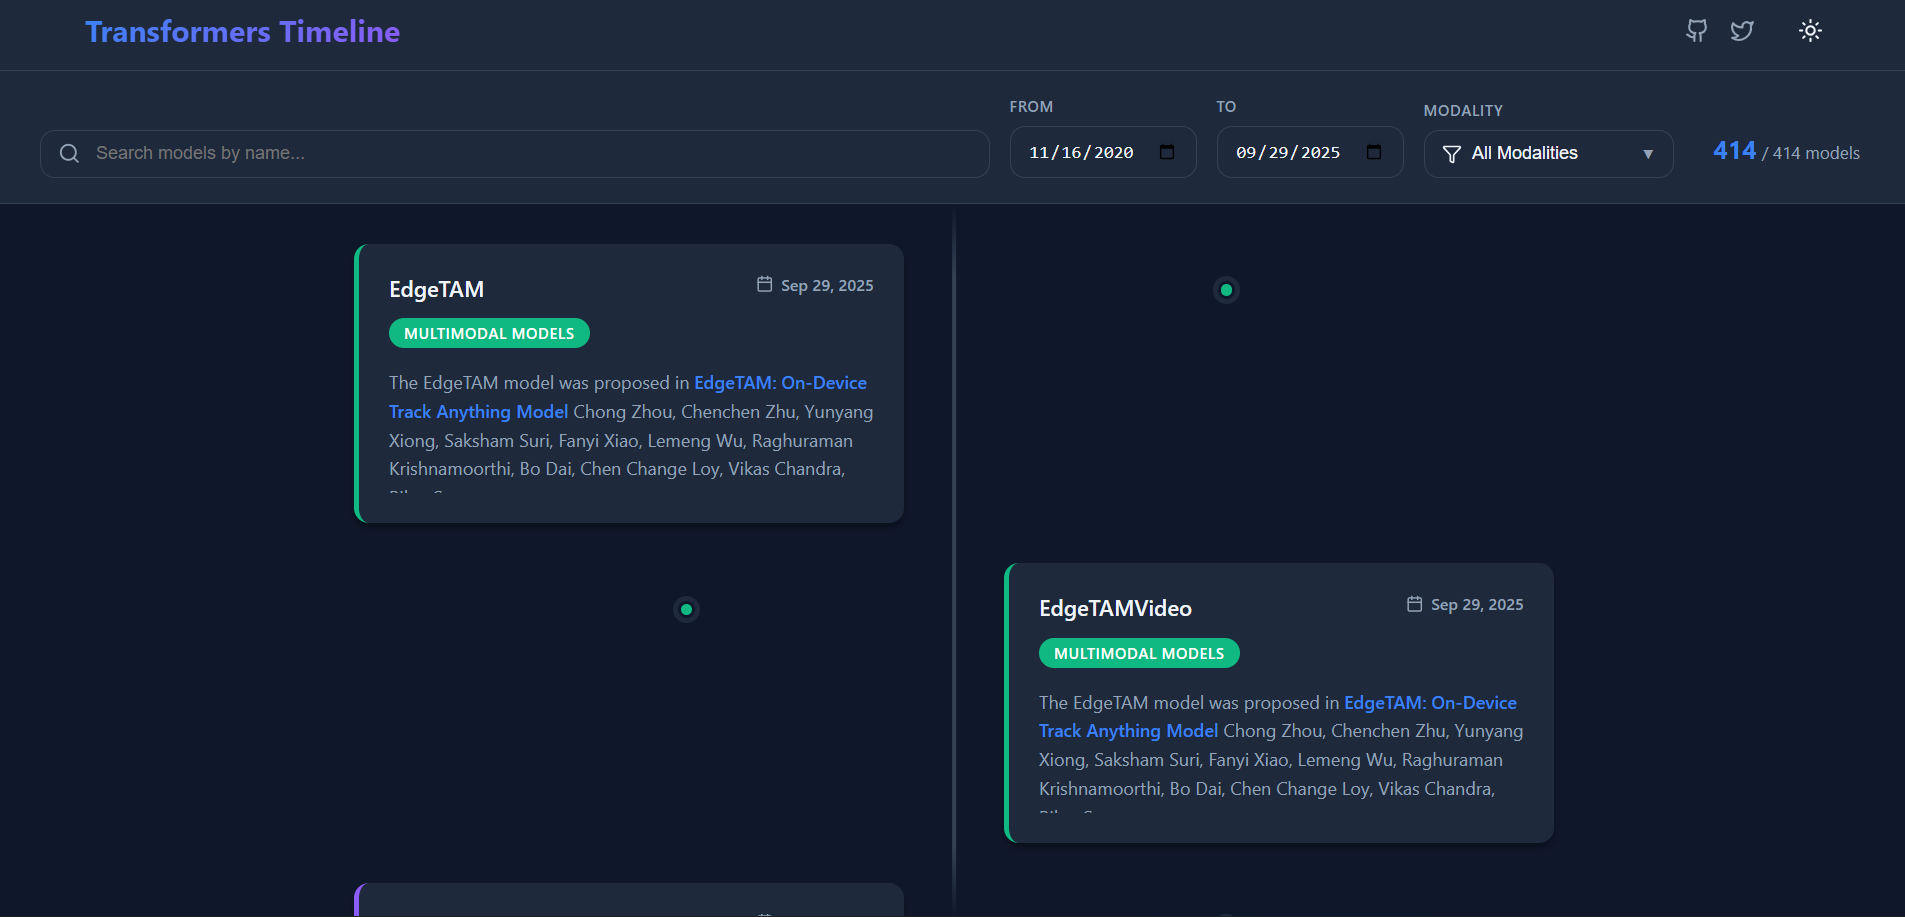 Transformers Timeline
FROM
TO
MODALITY
Search models by name...
11/16/2020
09/29/2025
All Modalities
414 / 414 models
EdgeTAM
Sep 29, 2025
MULTIMODAL MODELS
The EdgeTAM model was proposed in EdgeTAM: On-Device
Track Anything Model Chong Zhou, Chenchen Zhu, Yunyang
Xiong, Saksham Suri, Fanyi Xiao, Lemeng Wu, Raghuraman
Krishnamoorthi, Bo Dai, Chen Change Loy, Vikas Chandra,
EdgeTAMVideo
Sep 29, 2025
MULTIMODAL MODELS
The EdgeTAM model was proposed in EdgeTAM: On-Device
Track Anything Model Chong Zhou, Chenchen Zhu, Yunyang
Xiong, Saksham Suri, Fanyi Xiao, Lemeng Wu, Raghuraman
Krishnamoorthi, Bo Dai, Chen Change Loy, Vikas Chandra,